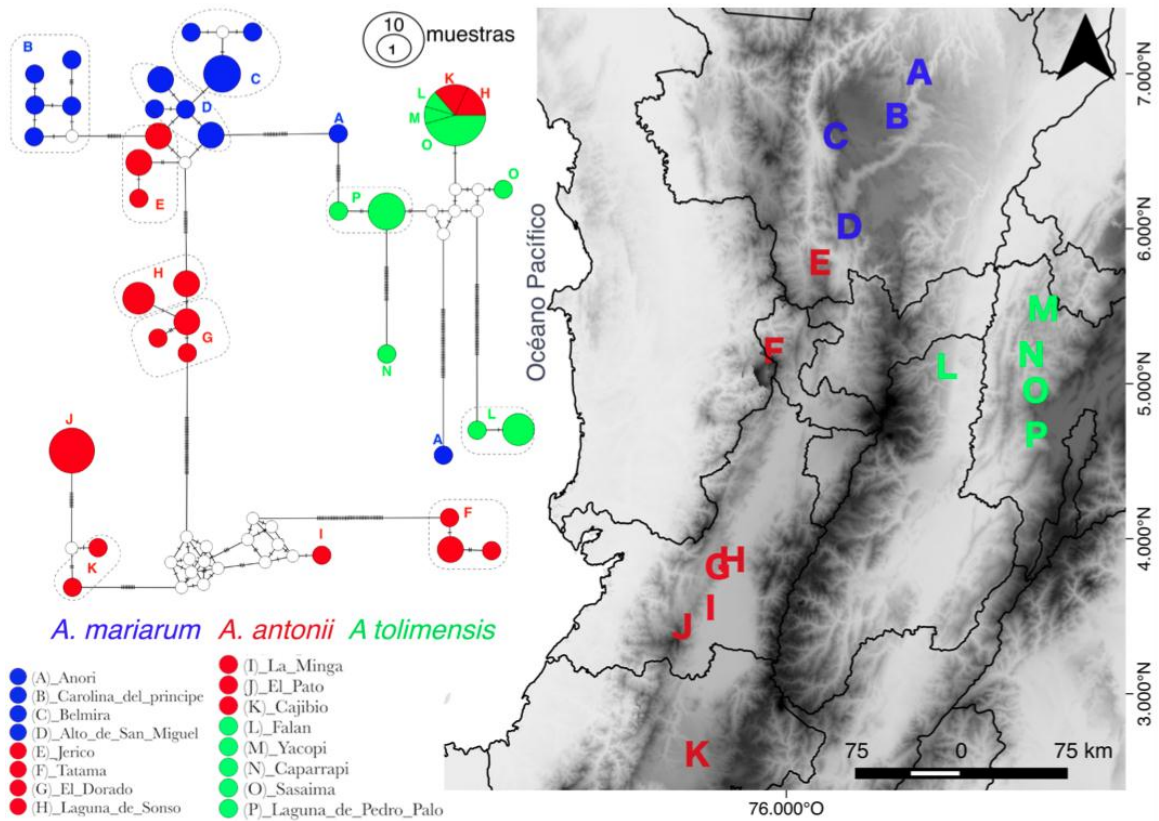 B
C
D
E
A
10
1
muestras
K
L
H
M
O
O
P
N
L
A
H
G
J
K
I
F
A. mariarum A. antonii A tolimensis
(A)_Anori
(B)_Carolina_del_principe
(C)_Belmira
(D)_Alto_de_San_Miguel
(E)_Jerico
(F)_Tatama
(G)_El_Dorado
(H)_Laguna_de_Sonso
(I)_La_Minga
(J)_El_Pato
(K)_Cajibio
(L)_Falan
(M)_Yacopi
(N)_Caparrapi
(O)_Sasaima
(P)_Laguna_de_Pedro_Palo
Océano Pacífico
A
B
C
D
E
F
L
M
N
O
P
G
H
I
J
K
7.000°N
6.000°N
5.000°N
4.000°N
3.000°N
75 0 75 km
76.000°O